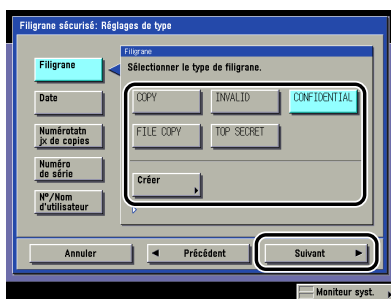 Filigrane sécurisé: Réglages de type
Filigrane
Filigrane
Sélectionner le type de filigrane.
COPY
INVALID
CONFIDENTIAL
Date
FILE COPY
TOP SECRET
Numérotatn
jx de copies
Numéro
de série
Créer
Nº/Nom
d'utilisateur
Annuler
Précédent
Suivant
Moniteur syst.